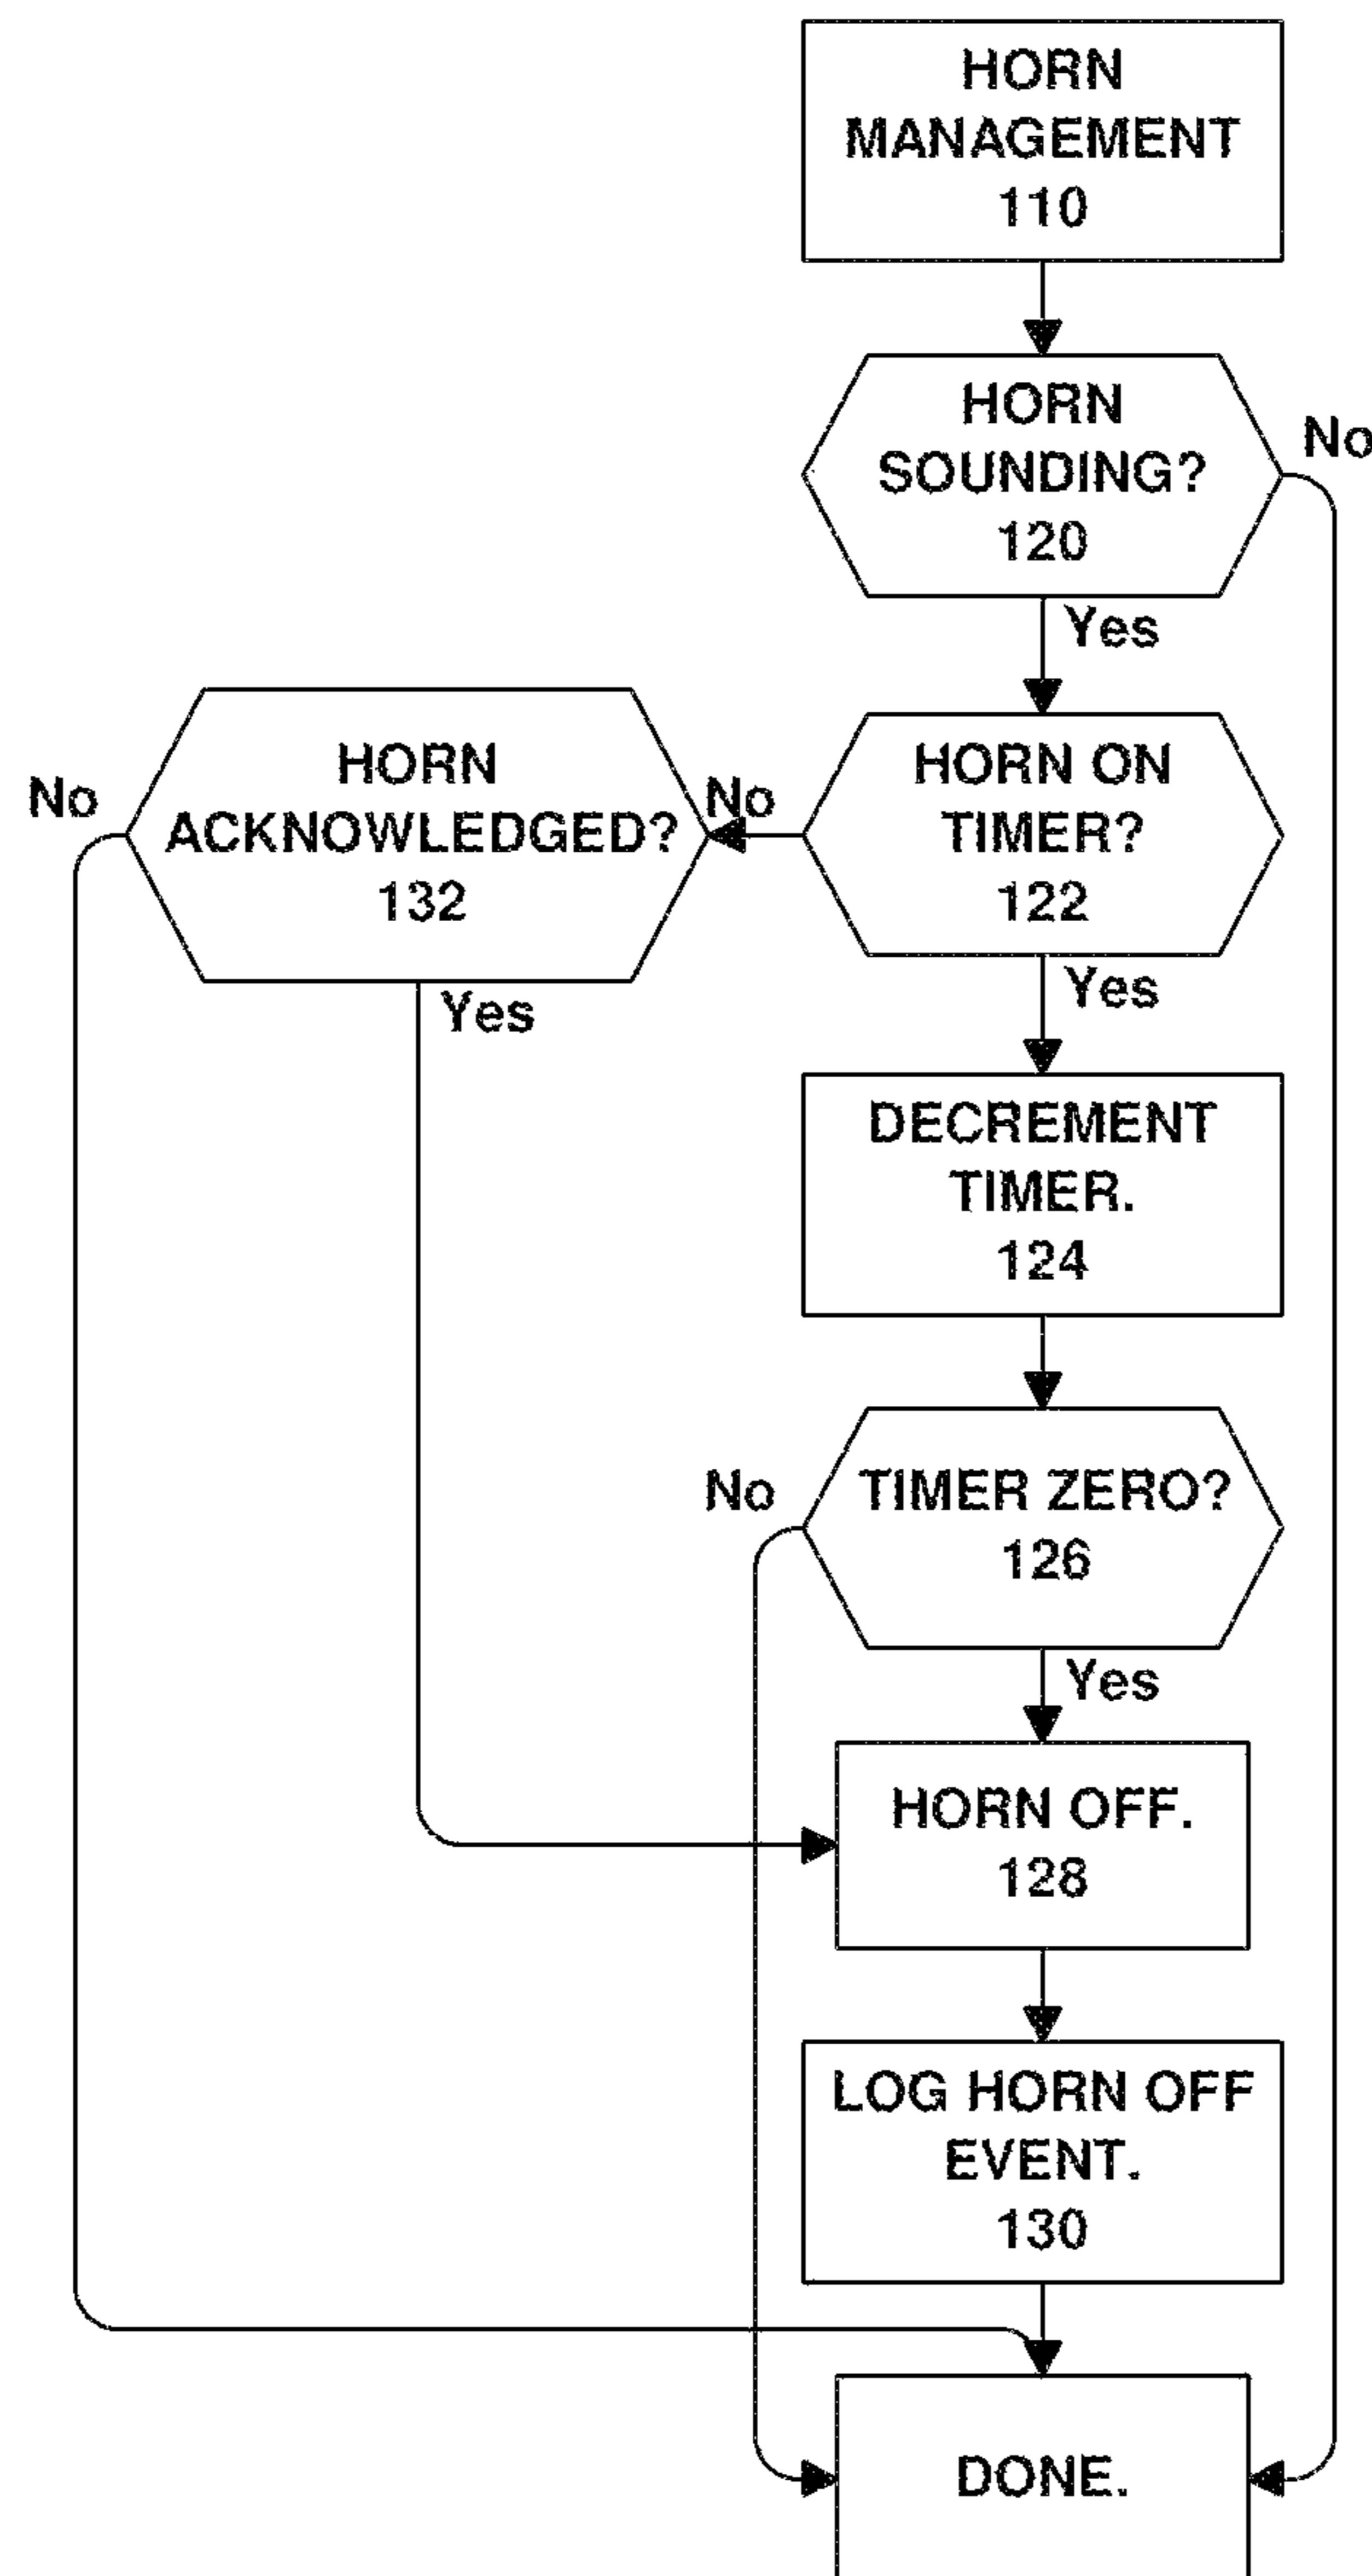 HORN
MANAGEMENT
110
HORN
SOUNDING?
120
No
Yes
HORN
ACKNOWLEDGED?
132
No
Yes
HORN ON
TIMER?
122
No
Yes
DECREMENT
TIMER.
124
TIMER ZERO?
126
No
Yes
HORN OFF.
128
LOG HORN OFF
EVENT.
130
DONE.